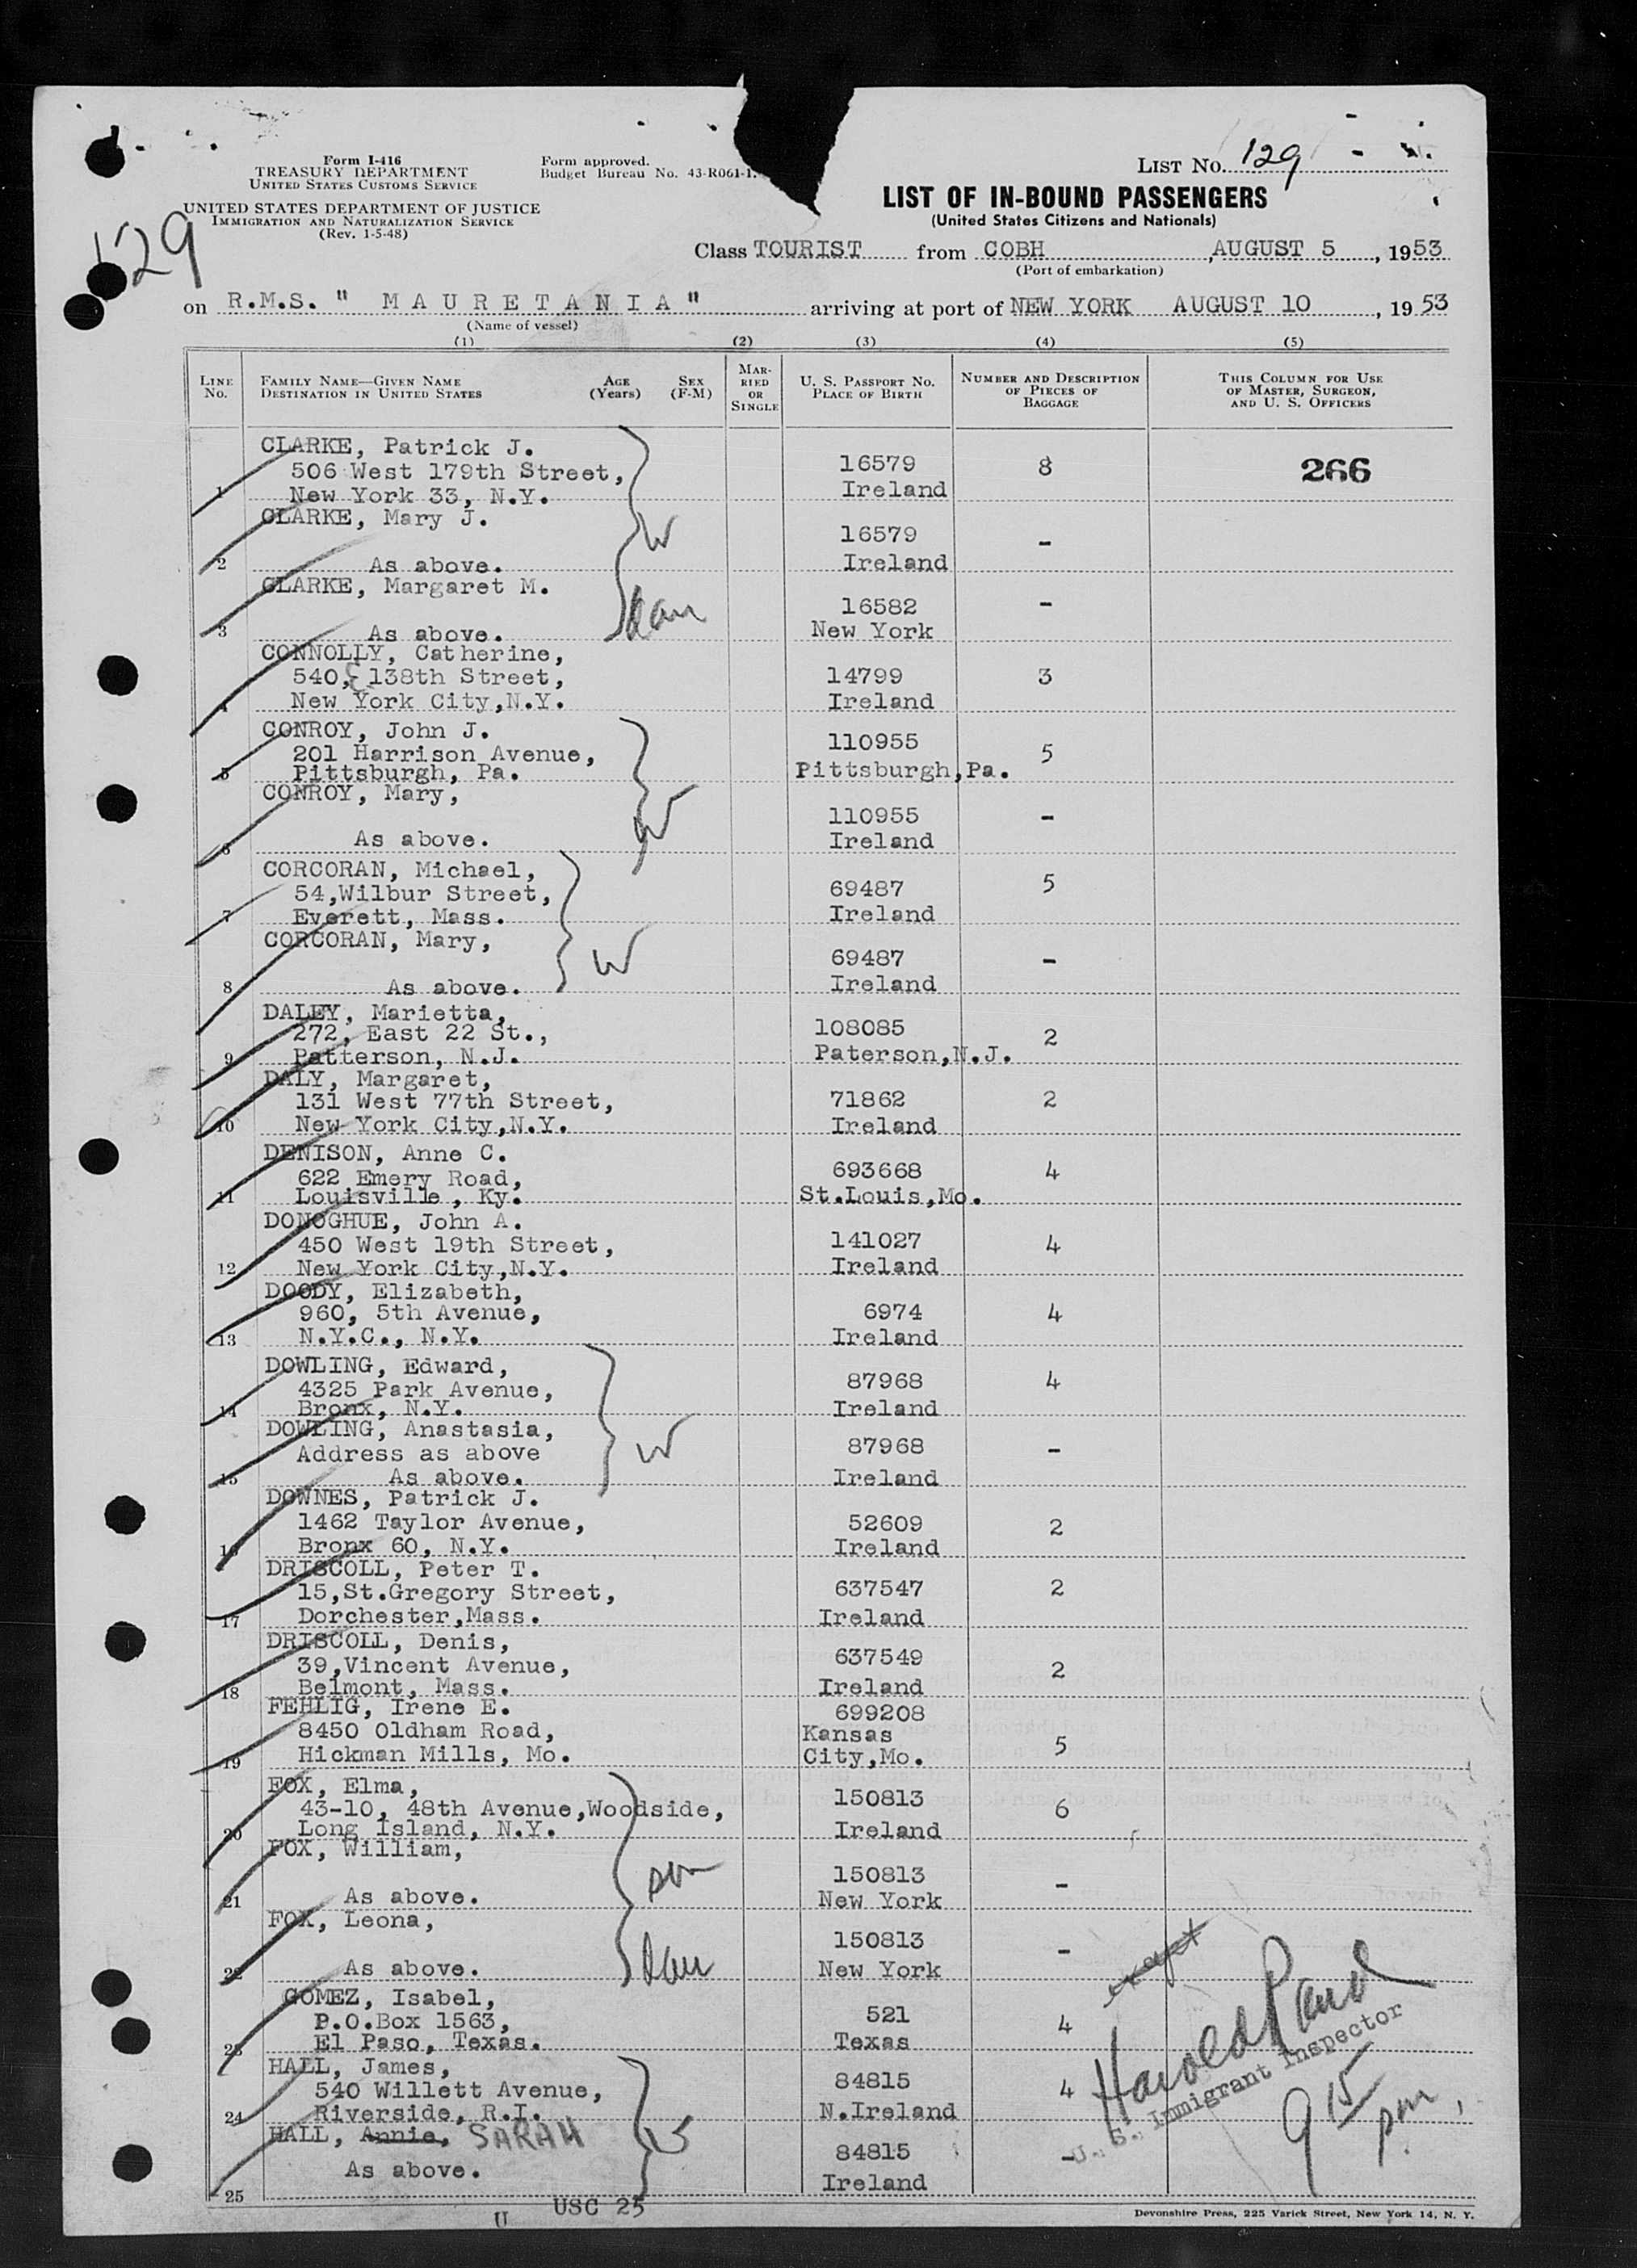 Form I-416
TREASURY DEPARTMENT
UNITED STATES CUSTOMS SERVICE
UNITED STATES DEPARTMENT OF JUSTICE
IMMIGRATION AND NATURALIZATION SERVICE
(Rev. 1-5-48)
Form approved.
Budget Bureau No. 43-R061-1.
LIST No. 129
129
LIST OF IN-BOUND PASSENGERS
(United States Citizens and Nationals)
Class TOURIST from COBH, AUGUST 5, 1953
(Port of embarkation)
on R.M.S. " M A U R E T A N I A " arriving at port of NEW YORK AUGUST 10, 1953
(Name of vessel)
(1) (2) (3) (4) (5)
LINE No. FAMILY NAME—GIVEN NAME DESTINATION IN UNITED STATES AGE (Years) SEX (F-M) MARRIED OR SINGLE U. S. PASSPORT NO. PLACE OF BIRTH NUMBER AND DESCRIPTION OF PIECES OF BAGGAGE THIS COLUMN FOR USE OF MASTER, SURGEON, AND U. S. OFFICERS
CLARKE, Patrick J.
506 West 179th Street, 16579 8 266
1 New York 33, N.Y. Ireland
CLARKE, Mary J. W 16579 -
2 As above. Ireland
CLARKE, Margaret M. dau 16582 -
3 As above. New York
CONNOLLY, Catherine,
540, E 138th Street, 14799 3
4 New York City,N.Y. Ireland
CONROY, John J.
201 Harrison Avenue, 110955 5
5 Pittsburgh, Pa. Pittsburgh,Pa.
CONROY, Mary, W 110955 -
6 As above. Ireland
CORCORAN, Michael,
54,Wilbur Street, 69487 5
7 Everett, Mass. Ireland
CORCORAN, Mary, W 69487 -
8 As above. Ireland
DALEY, Marietta,
272, East 22 St., 108085 2
9 Patterson, N.J. Paterson,N.J.
DALY, Margaret,
131 West 77th Street, 71862 2
10 New York City,N.Y. Ireland
DENISON, Anne C.
622 Emery Road, 693668 4
11 Louisville, Ky. St.Louis,Mo.
DONOGHUE, John A.
450 West 19th Street, 141027 4
12 New York City,N.Y. Ireland
DOODY, Elizabeth,
960, 5th Avenue, 6974 4
13 N.Y.C., N.Y. Ireland
DOWLING, Edward,
4325 Park Avenue, 87968 4
14 Bronx, N.Y. Ireland
DOWLING, Anastasia,
Address as above W 87968 -
15 As above. Ireland
DOWNES, Patrick J.
1462 Taylor Avenue, 52609 2
16 Bronx 60, N.Y. Ireland
DRISCOLL, Peter T.
15,St.Gregory Street, 637547 2
17 Dorchester,Mass. Ireland
DRISCOLL, Denis,
39,Vincent Avenue, 637549 2
18 Belmont, Mass. Ireland
FEHLIG, Irene E. 699208
8450 Oldham Road, Kansas 5
19 Hickman Mills, Mo. City,Mo.
FOX, Elma,
43-10, 48th Avenue,Woodside, 150813 6
20 Long Island, N.Y. Ireland
FOX, William, son 150813 -
21 As above. New York
FOX, Leona, dau 150813 -
22 As above. New York
GOMEZ, Isabel,
P.O.Box 1563, 521 4
23 El Paso, Texas. Texas
HALL, James,
540 Willett Avenue, 84815 4
24 Riverside, R.I. N.Ireland
HALL, Annie, SARAH W 84815 -
25 As above. Ireland
Harold Rand
U. S. Immigrant Inspector
9 15 pm,
U USC 25
Devonshire Press, 225 Varick Street, New York 14, N. Y.